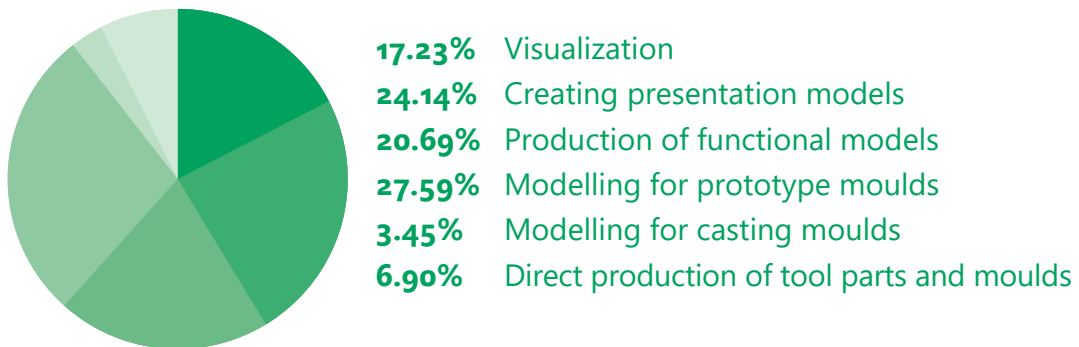 17.23% Visualization
24.14% Creating presentation models
20.69% Production of functional models
27.59% Modelling for prototype moulds
3.45% Modelling for casting moulds
6.90% Direct production of tool parts and moulds